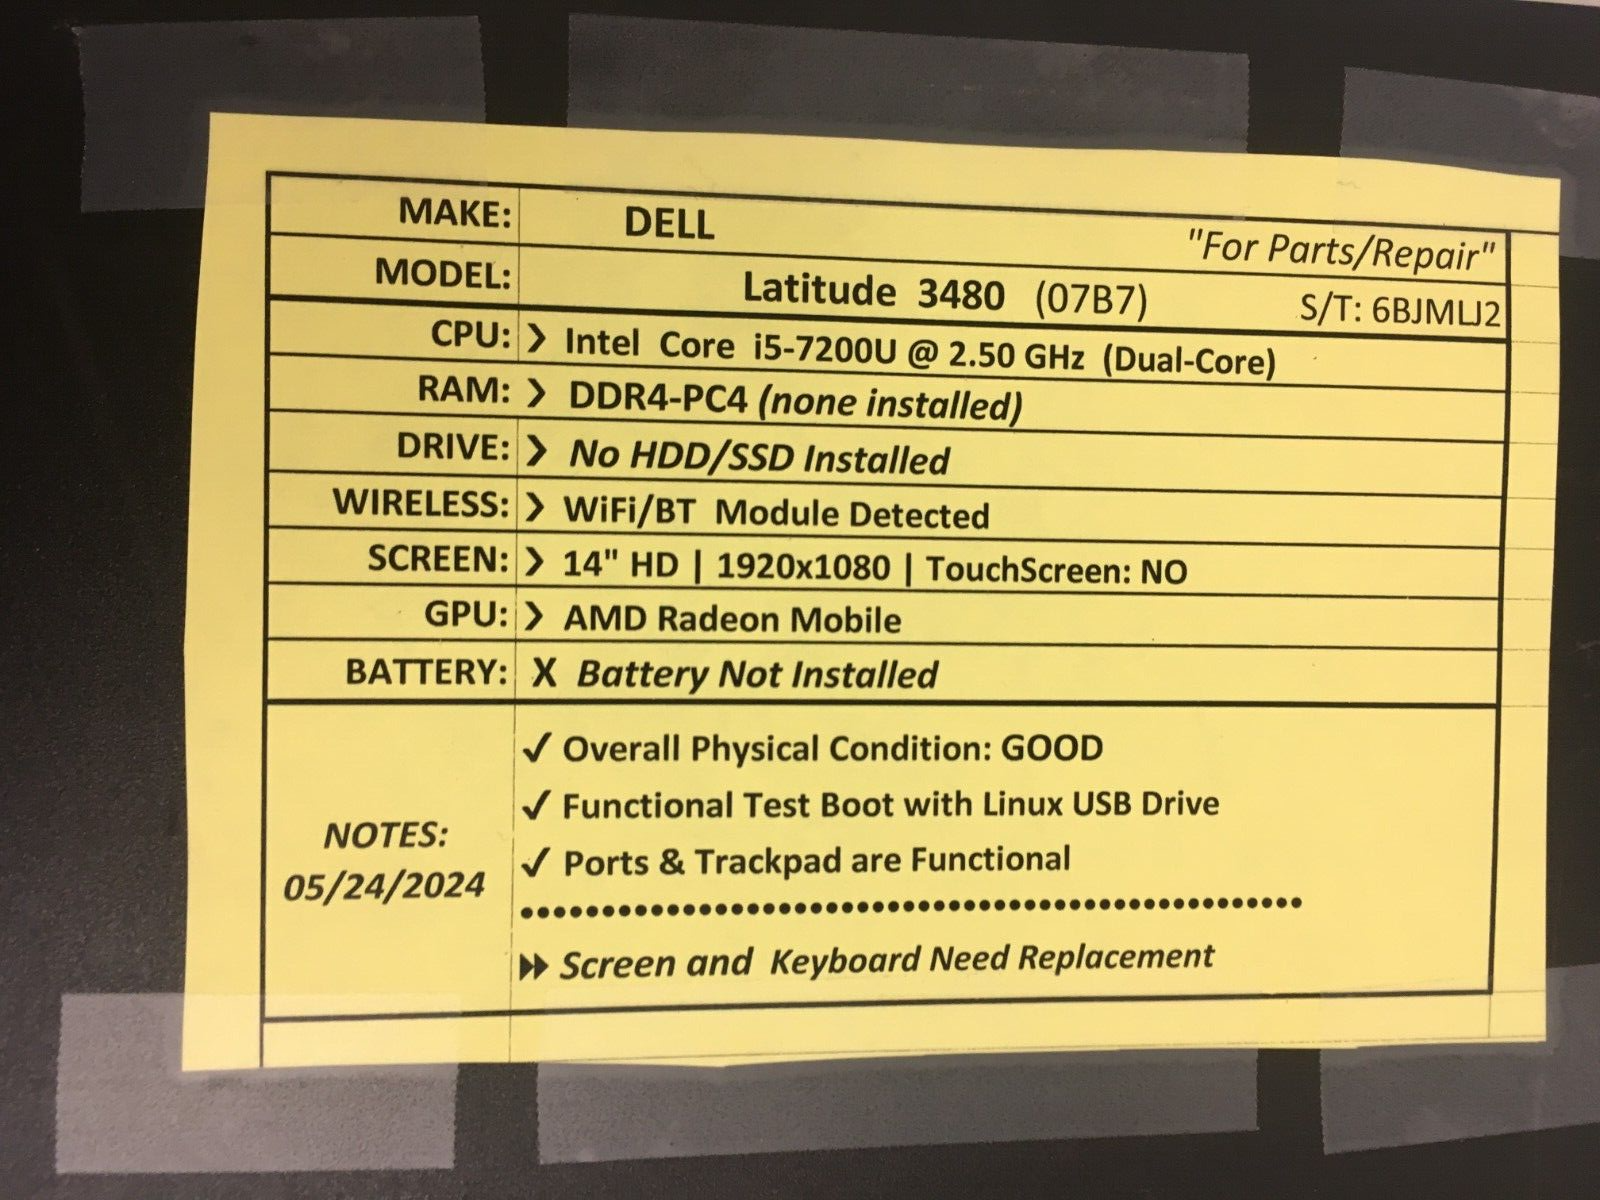 MAKE: DELL "For Parts/Repair"
MODEL: Latitude 3480 (07B7) S/T: 6BJMLJ2
CPU: ❯ Intel Core i5-7200U @ 2.50 GHz (Dual-Core)
RAM: ❯ DDR4-PC4 (none installed)
DRIVE: ❯ No HDD/SSD Installed
WIRELESS: ❯ WiFi/BT Module Detected
SCREEN: ❯ 14" HD | 1920x1080 | TouchScreen: NO
GPU: ❯ AMD Radeon Mobile
BATTERY: X Battery Not Installed
NOTES:
05/24/2024
✓ Overall Physical Condition: GOOD
✓ Functional Test Boot with Linux USB Drive
✓ Ports & Trackpad are Functional
Screen and Keyboard Need Replacement